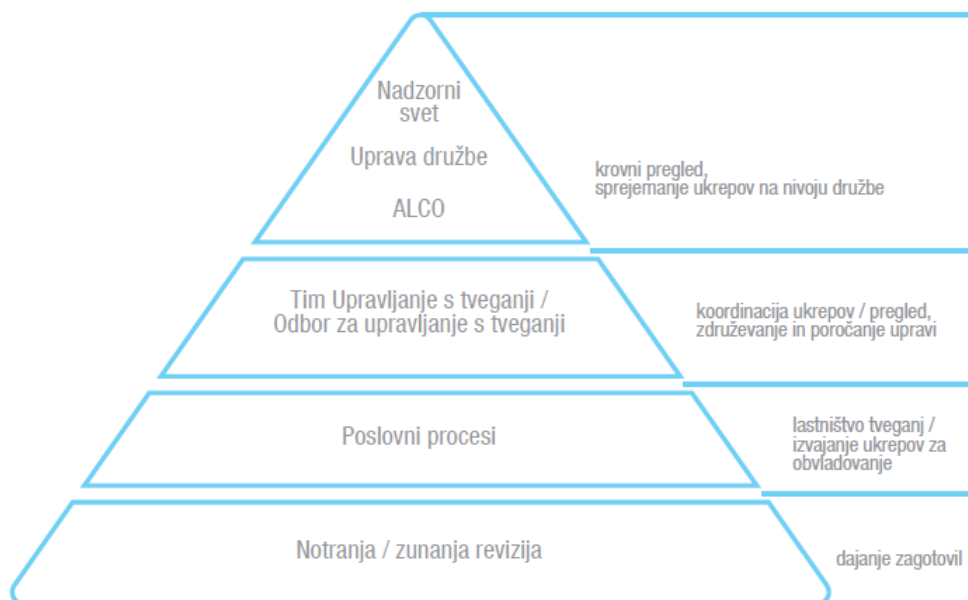 Nadzorni
svet
Uprava družbe
ALCO
krovni pregled,
sprejemanje ukrepov na nivoju družbe
Tim Upravljanje s tveganji /
Odbor za upravljanje s tveganji
koordinacija ukrepov / pregled,
združevanje in poročanje upravi
Poslovni procesi
lastništvo tveganj /
izvajanje ukrepov za
obvladovanje
Notranja / zunanja revizija
dajanje zagotovil